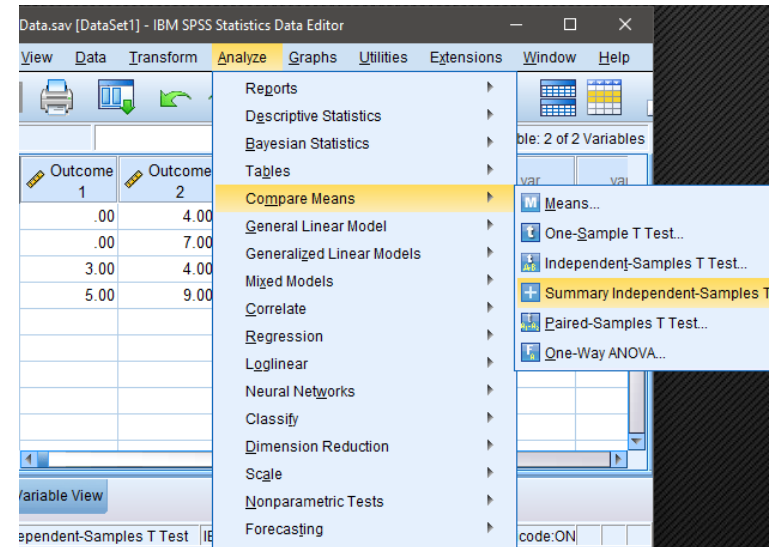 Data.sav [DataSet1] - IBM SPSS Statistics Data Editor
View Data Transform Analyze Graphs Utilities Extensions Window Help
ble: 2 of 2 Variables
Outcome 1
Outcome 2
var
.00 4.00
.00 7.00
3.00 4.00
5.00 9.00
Reports
Descriptive Statistics
Bayesian Statistics
Tables
Compare Means
General Linear Model
Generalized Linear Models
Mixed Models
Correlate
Regression
Loglinear
Neural Networks
Classify
Dimension Reduction
Scale
Nonparametric Tests
Forecasting
M Means...
t One-Sample T Test...
Independent-Samples T Test...
Summary Independent-Samples T
Paired-Samples T Test...
One-Way ANOVA...
Variable View
ependent-Samples T Test
code:ON